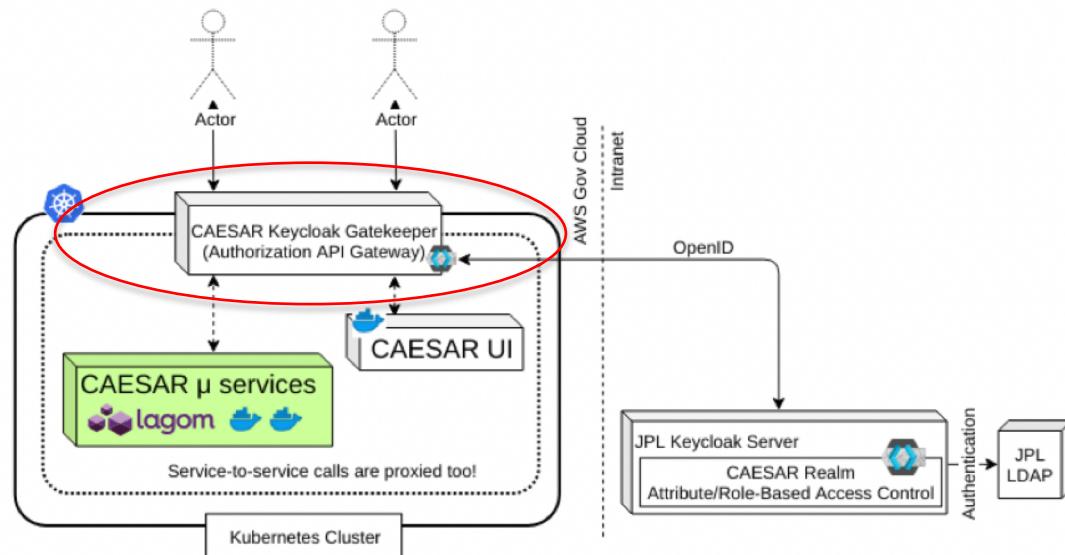 Actor
Actor
CAESAR Keycloak Gatekeeper
(Authorization API Gateway)
AWS Gov Cloud
Intranet
OpenID
CAESAR UI
CAESAR µ services
lagom
Service-to-service calls are proxied too!
Kubernetes Cluster
JPL Keycloak Server
CAESAR Realm
Attribute/Role-Based Access Control
Authentication
JPL
LDAP